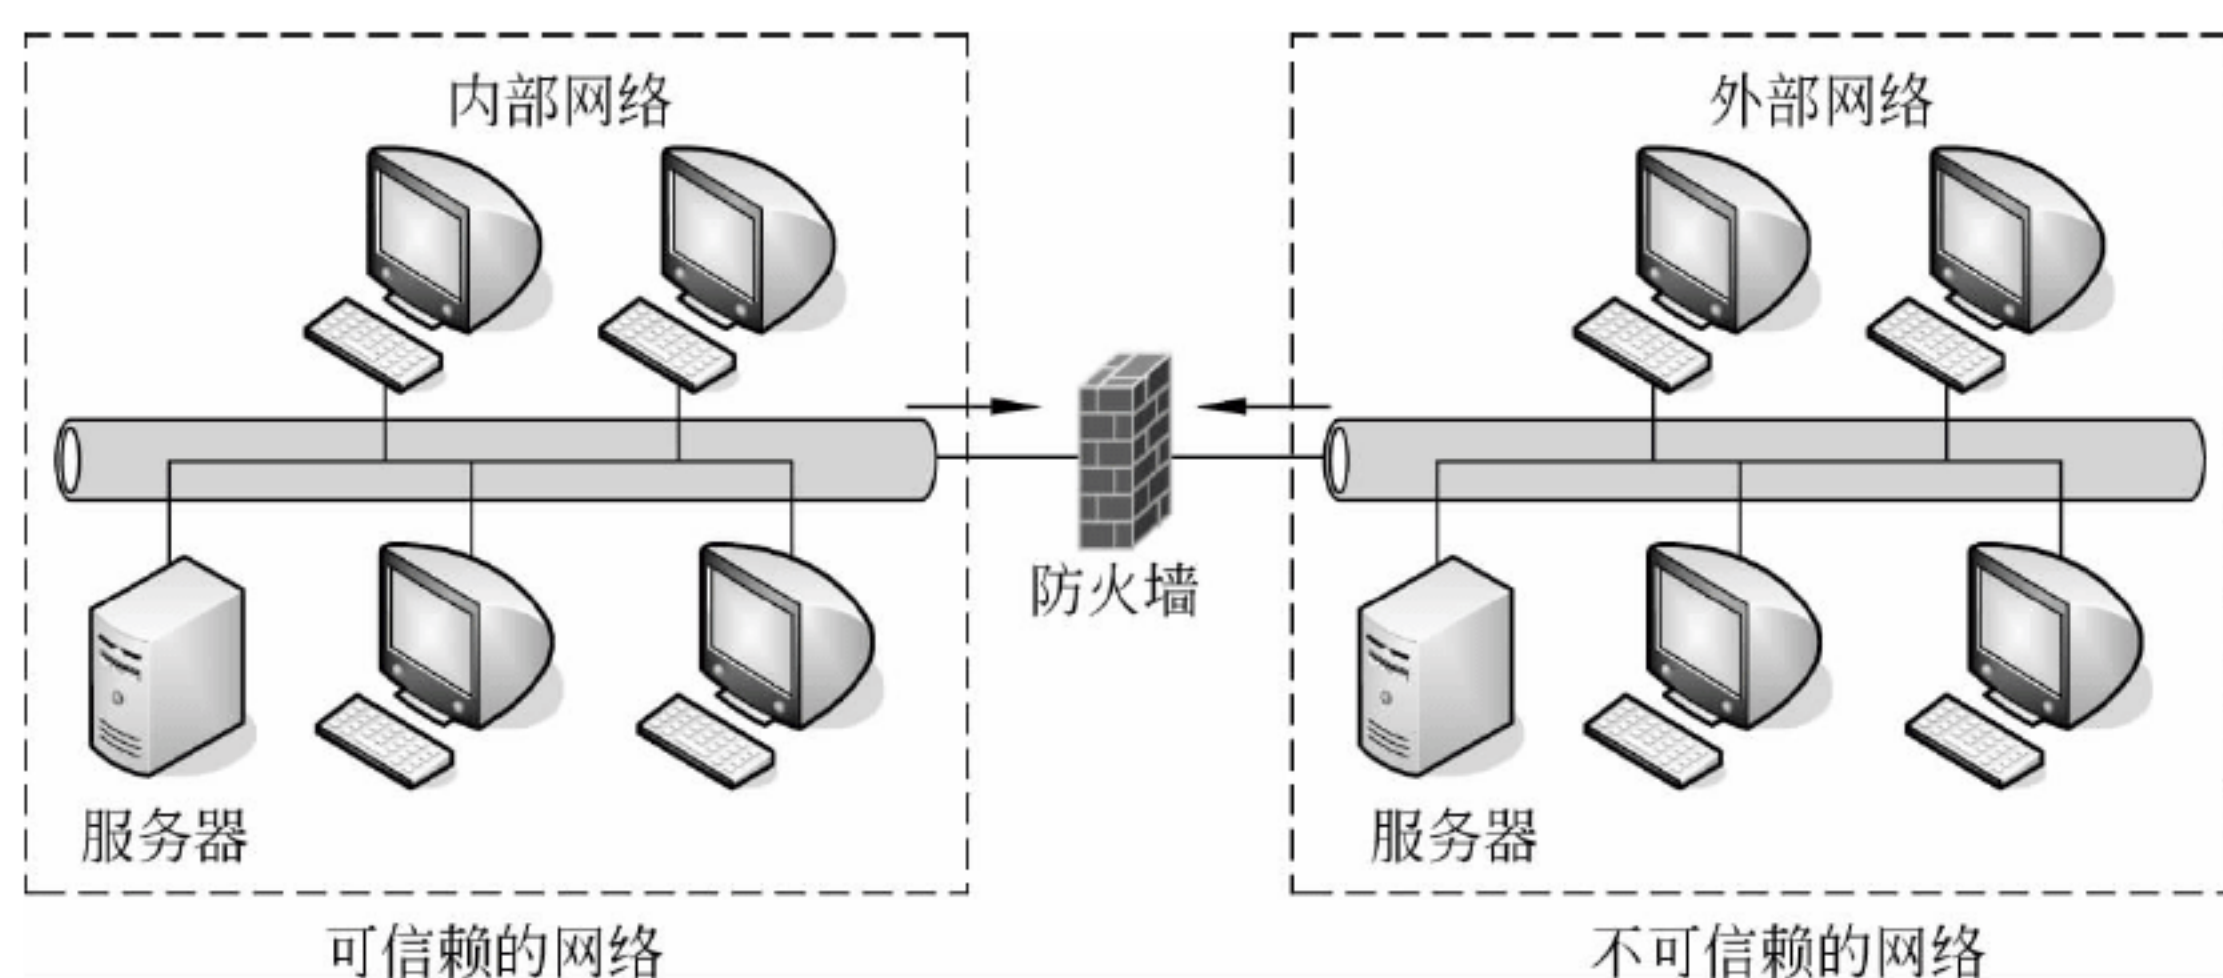 内部网络
外部网络
防火墙
服务器
服务器
可信赖的网络
不可信赖的网络